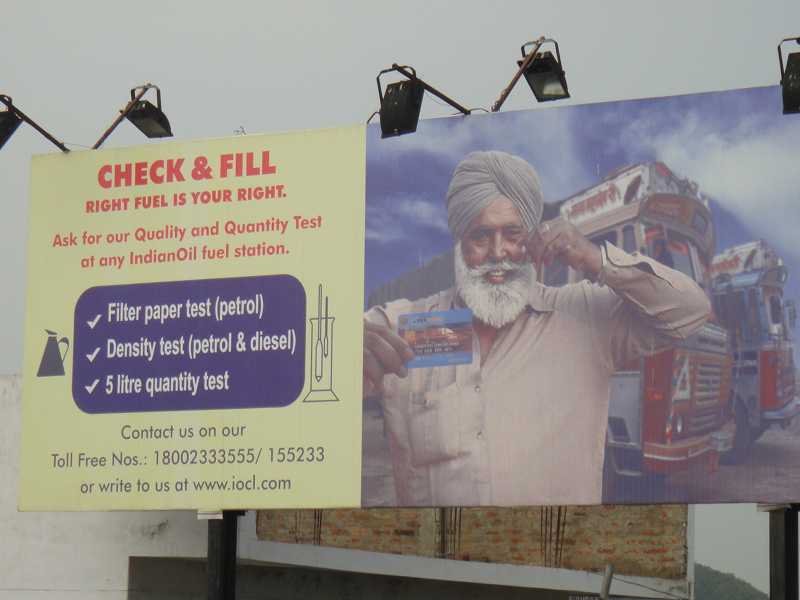 CHECK & FILL
RIGHT FUEL IS YOUR RIGHT.
Ask for our Quality and Quantity Test
at any IndianOil fuel station.
Filter paper test (petrol)
Density test (petrol & diesel)
5 litre quantity test
Contact us on our
Toll Free Nos.: 18002333555/ 155233
or write to us at www.iocl.com